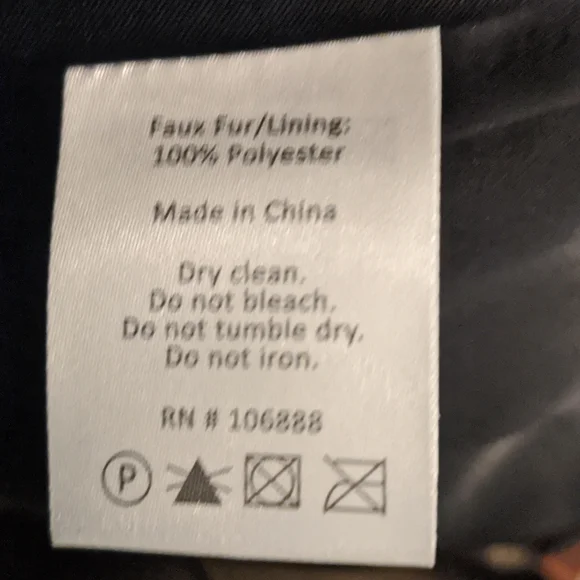 Faux Fur/Lining:
100% Polyester
Made in China
Dry clean.
Do not bleach.
Do not tumble dry.
Do not iron.
RN # 106888
P